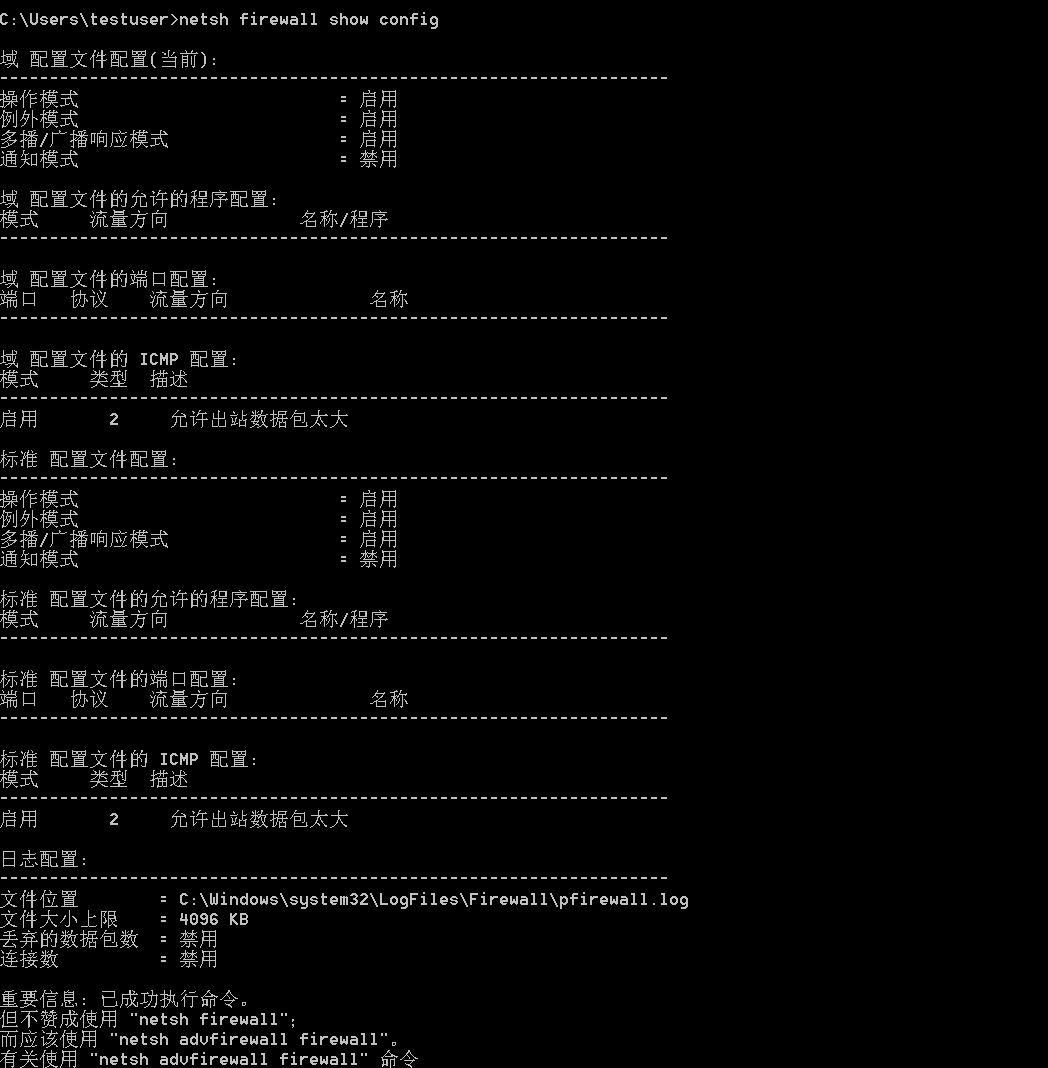 C:\Users\testuser>netsh firewall show config
域 配置文件配置(当前):
-------------------------------------------------------------------
操作模式 = 启用
例外模式 = 启用
多播/广播响应模式 = 启用
通知模式 = 禁用
域 配置文件的允许的程序配置:
模式 流量方向 名称/程序
-------------------------------------------------------------------
域 配置文件的端口配置:
端口 协议 流量方向 名称
-------------------------------------------------------------------
域 配置文件的 ICMP 配置:
模式 类型 描述
-------------------------------------------------------------------
启用 2 允许出站数据包太大
标准 配置文件配置:
-------------------------------------------------------------------
操作模式 = 启用
例外模式 = 启用
多播/广播响应模式 = 启用
通知模式 = 禁用
标准 配置文件的允许的程序配置:
模式 流量方向 名称/程序
-------------------------------------------------------------------
标准 配置文件的端口配置:
端口 协议 流量方向 名称
-------------------------------------------------------------------
标准 配置文件的 ICMP 配置:
模式 类型 描述
-------------------------------------------------------------------
启用 2 允许出站数据包太大
日志配置:
-------------------------------------------------------------------
文件位置 = C:\Windows\system32\LogFiles\Firewall\pfirewall.log
文件大小上限 = 4096 KB
丢弃的数据包数 = 禁用
连接数 = 禁用
重要信息: 已成功执行命令。
但不赞成使用 "netsh firewall";
而应该使用 "netsh advfirewall firewall"。
有关使用 "netsh advfirewall firewall" 命令